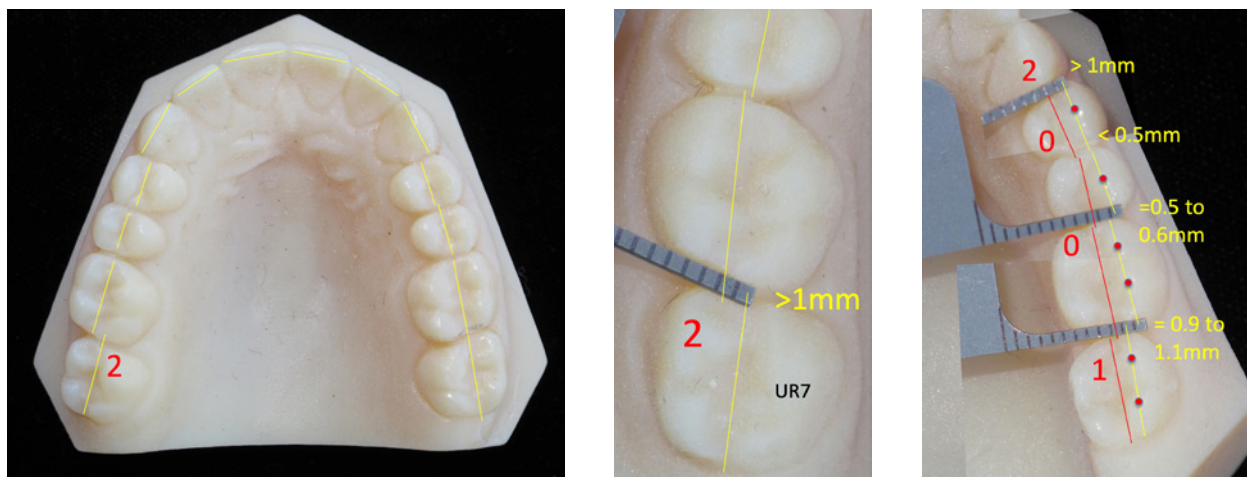 2
>1mm
2
UR7
2
> 1mm
0
< 0.5mm
=0.5 to
0.6mm
0
= 0.9 to
1.1mm
1